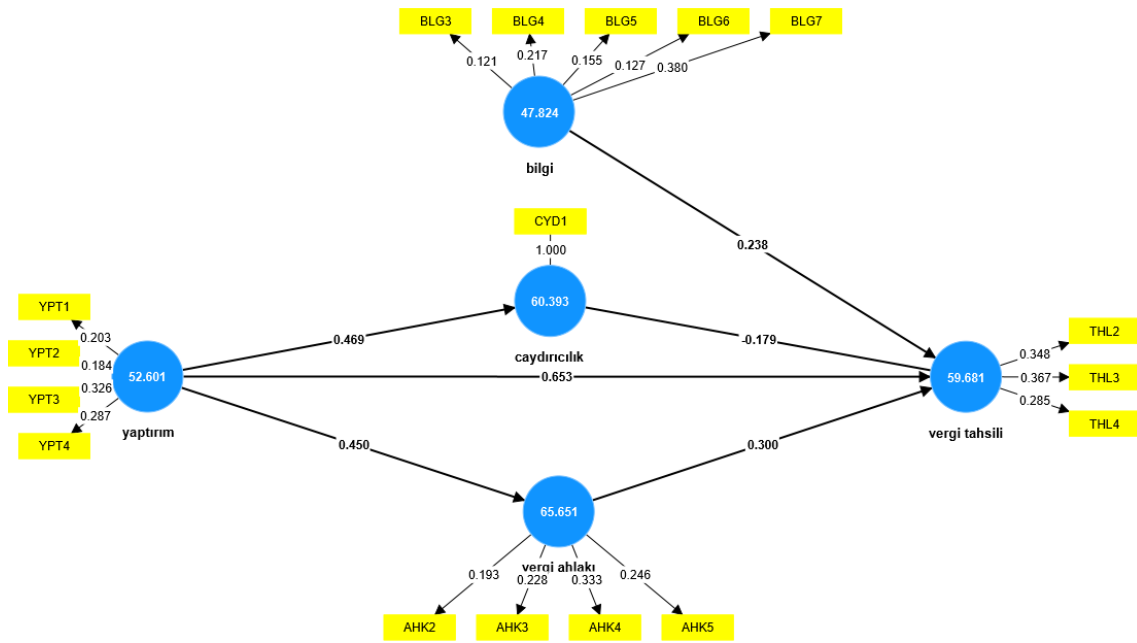 BLG3 BLG4 BLG5 BLG6 BLG7
0.121 0.217 0.155 0.127 0.380
47.824
bilgi
CYD1
1.000
0.238
60.393
caydırıcılık
YPT1
YPT2
YPT3
YPT4
0.203
0.184
0.326
0.287
52.601
yaptırım
0.469
-0.179
0.653
0.450
0.300
59.681
vergi tahsili
0.348
0.367
0.285
THL2
THL3
THL4
65.651
vergi ahlakı
0.193 0.228 0.333 0.246
AHK2 AHK3 AHK4 AHK5